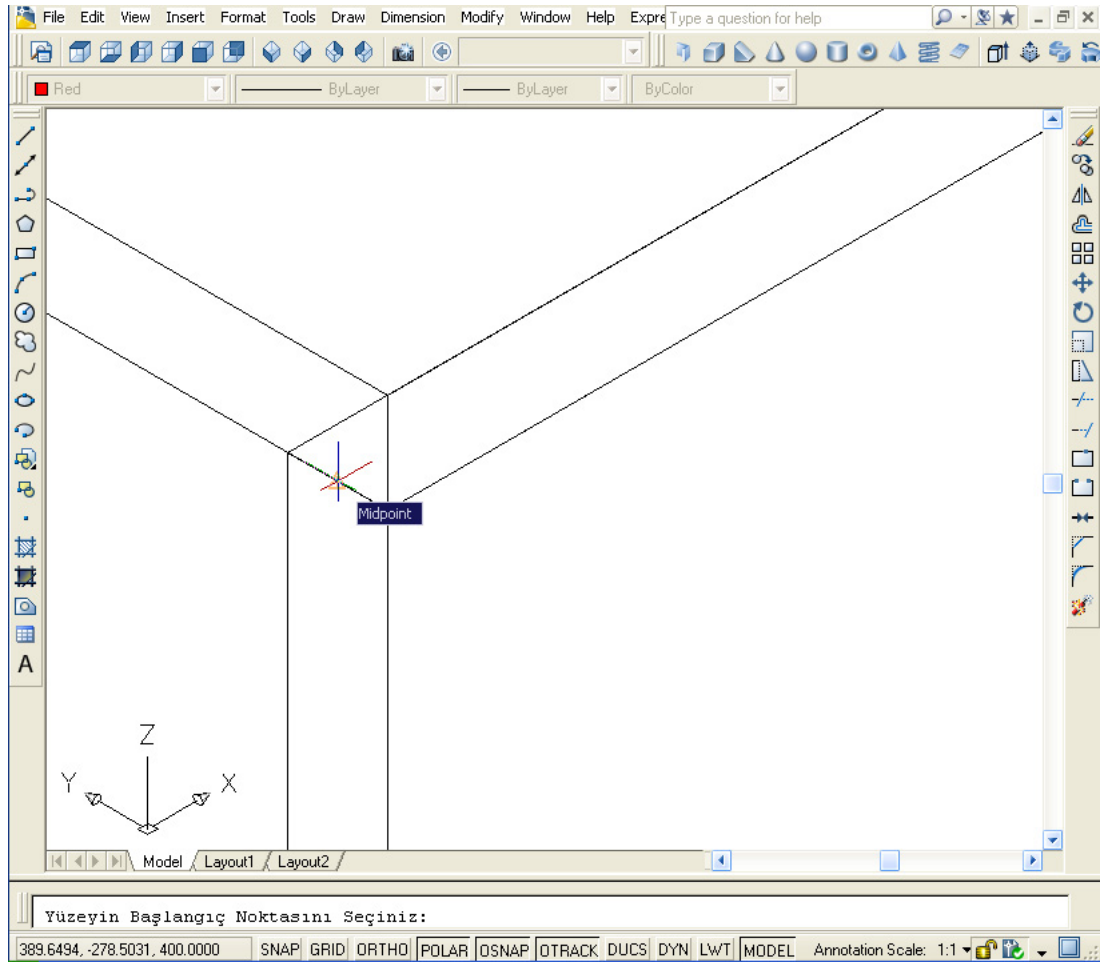 File Edit View Insert Format Tools Draw Dimension Modify Window Help Expre Type a question for help
Red ByLayer ByLayer ByColor
A
Midpoint
Z
Y X
Model Layout1 Layout2
Yüzeyin Başlangıç Noktasını Seçiniz:
389.6494, -278.5031, 400.0000 SNAP GRID ORTHO POLAR OSNAP OTRACK DUCS DYN LWT MODEL Annotation Scale: 1:1